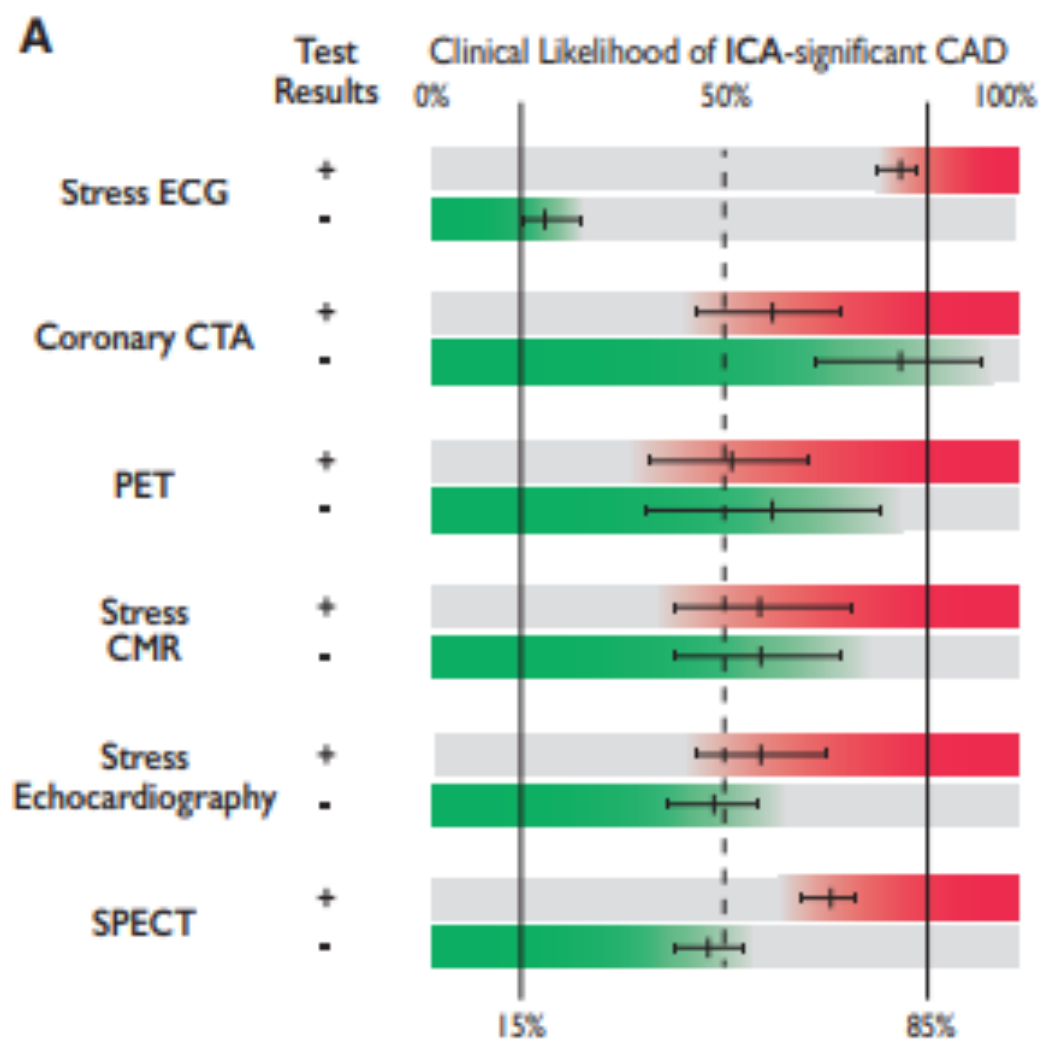 A
Test Results
Clinical Likelihood of ICA-significant CAD
0% 50% 100%
Stress ECG
+
-
Coronary CTA
+
-
PET
+
-
Stress CMR
+
-
Stress Echocardiography
+
-
SPECT
+
-
15% 85%